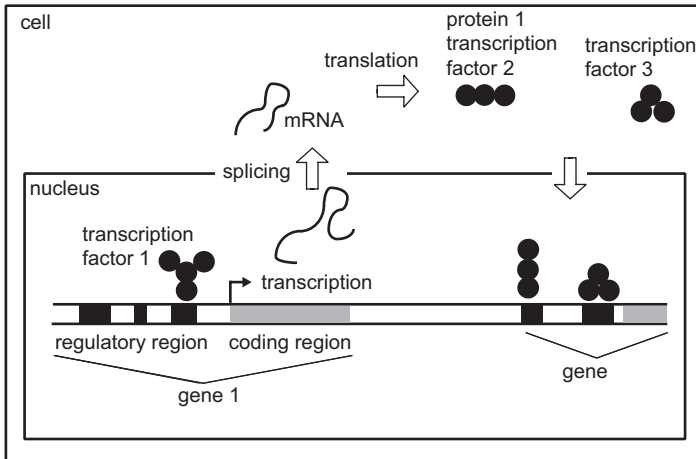 cell
protein 1
transcription
factor 2
transcription
factor 3
translation
mRNA
splicing
nucleus
transcription
factor 1
transcription
regulatory region
coding region
gene 1
gene